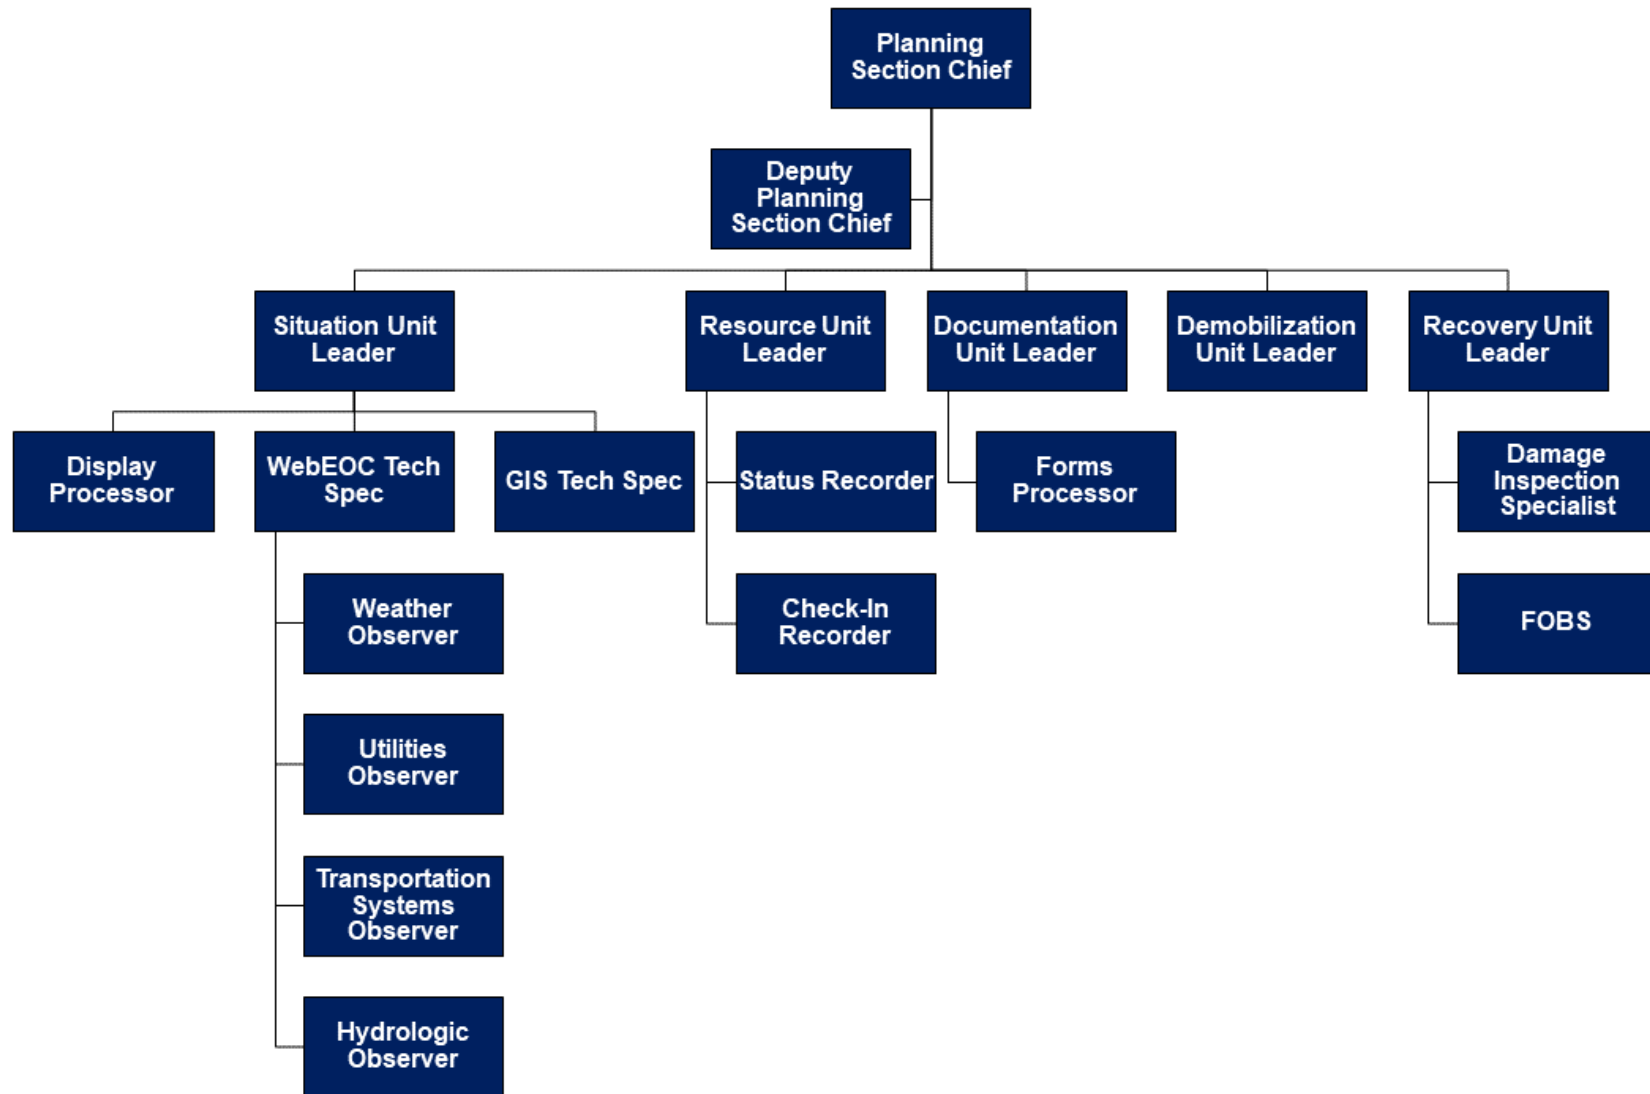 Planning
Section Chief
Deputy
Planning
Section Chief
Situation Unit
Leader
Resource Unit
Leader
Documentation
Unit Leader
Demobilization
Unit Leader
Recovery Unit
Leader
Display
Processor
WebEOC Tech
Spec
GIS Tech Spec
Status Recorder
Forms
Processor
Damage
Inspection
Specialist
Weather
Observer
Check-In
Recorder
FOBS
Utilities
Observer
Transportation
Systems
Observer
Hydrologic
Observer